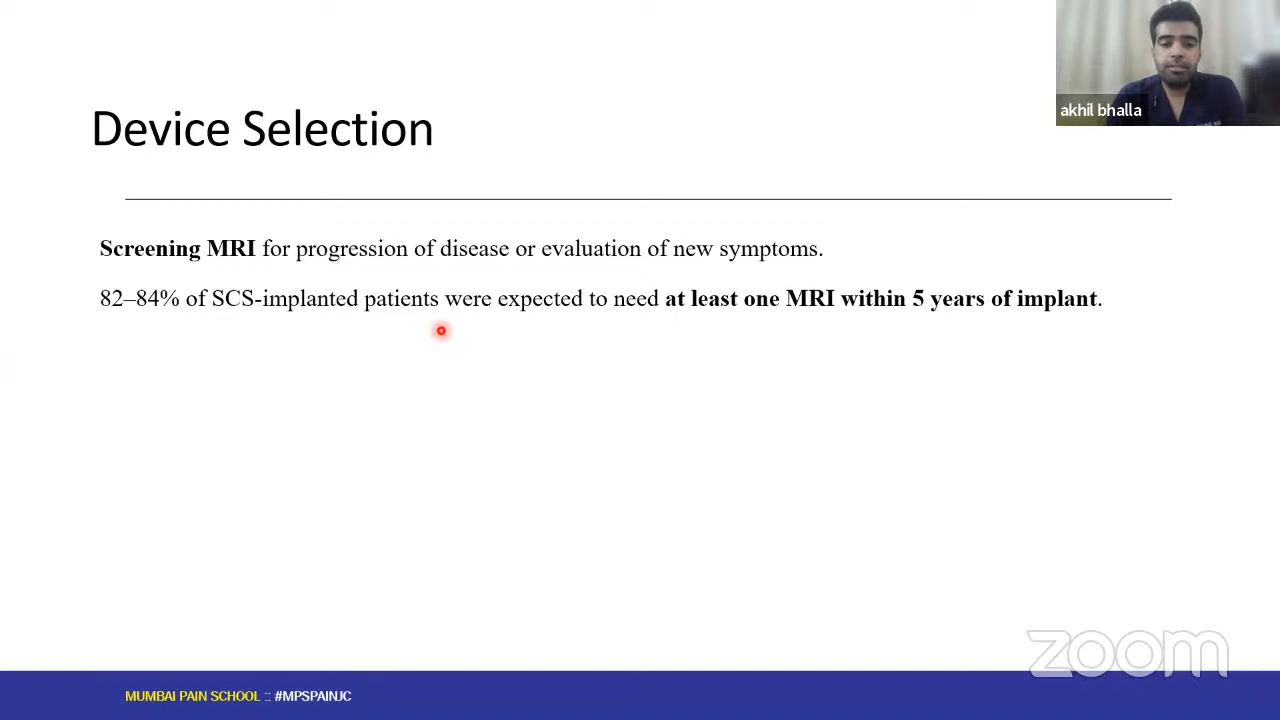 akhil bhalla
Device Selection
Screening MRI for progression of disease or evaluation of new symptoms.
82–84% of SCS-implanted patients were expected to need at least one MRI within 5 years of implant.
zoom
MUMBAI PAIN SCHOOL :: #MPSPAINJC